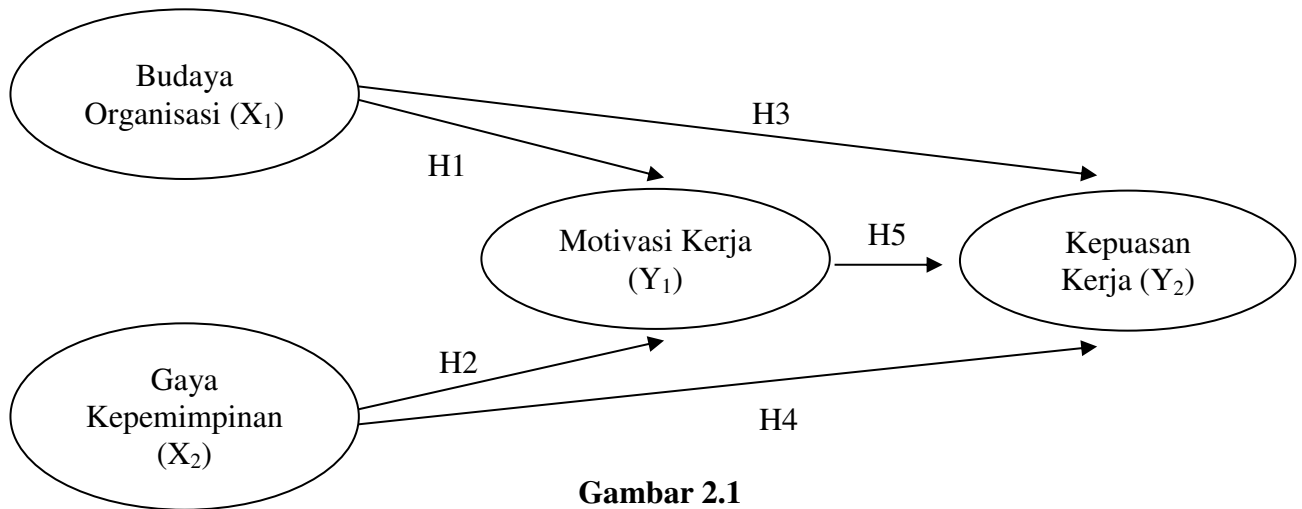 Budaya
Organisasi (X₁)
H3
H1
Motivasi Kerja
(Y₁)
H5
Kepuasan
Kerja (Y₂)
H2
Gaya
Kepemimpinan
(X₂)
H4
Gambar 2.1